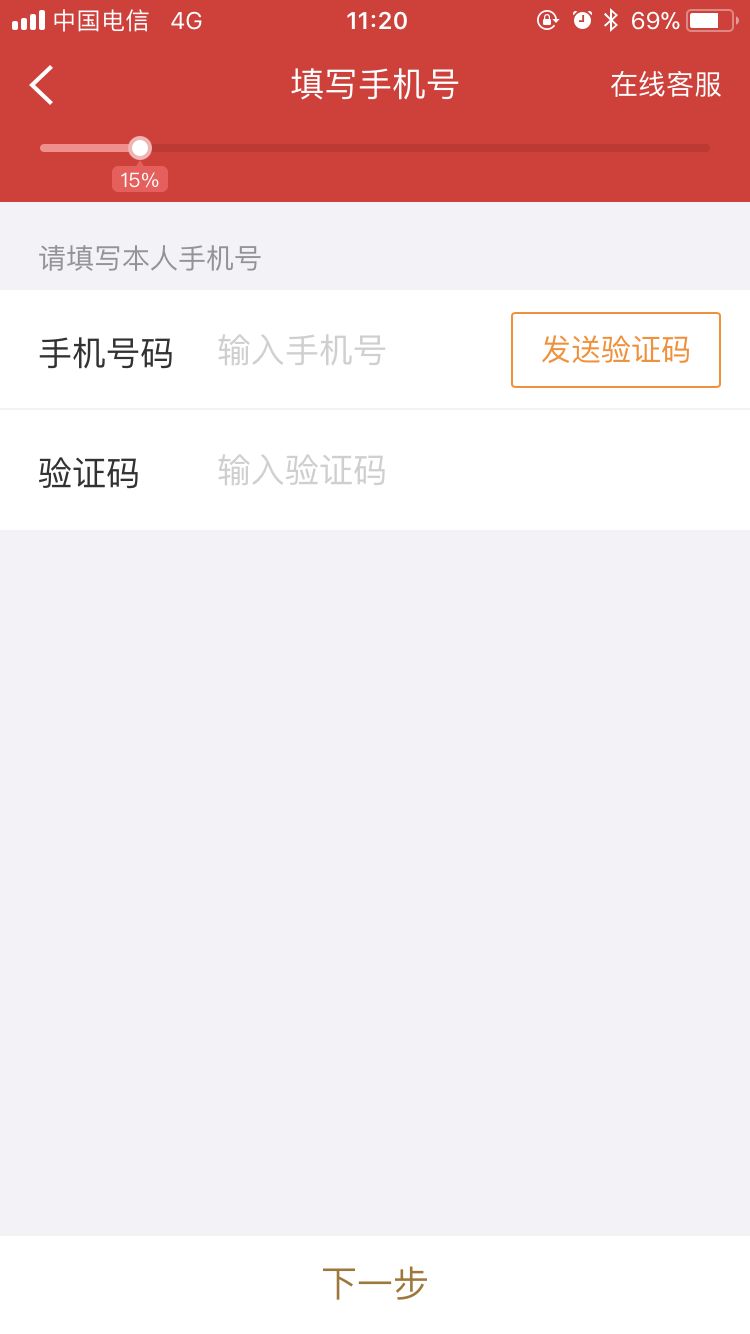 中国电信 4G 11:20 69%
填写手机号 在线客服
15%
请填写本人手机号
手机号码 输入手机号 发送验证码
验证码 输入验证码
下一步